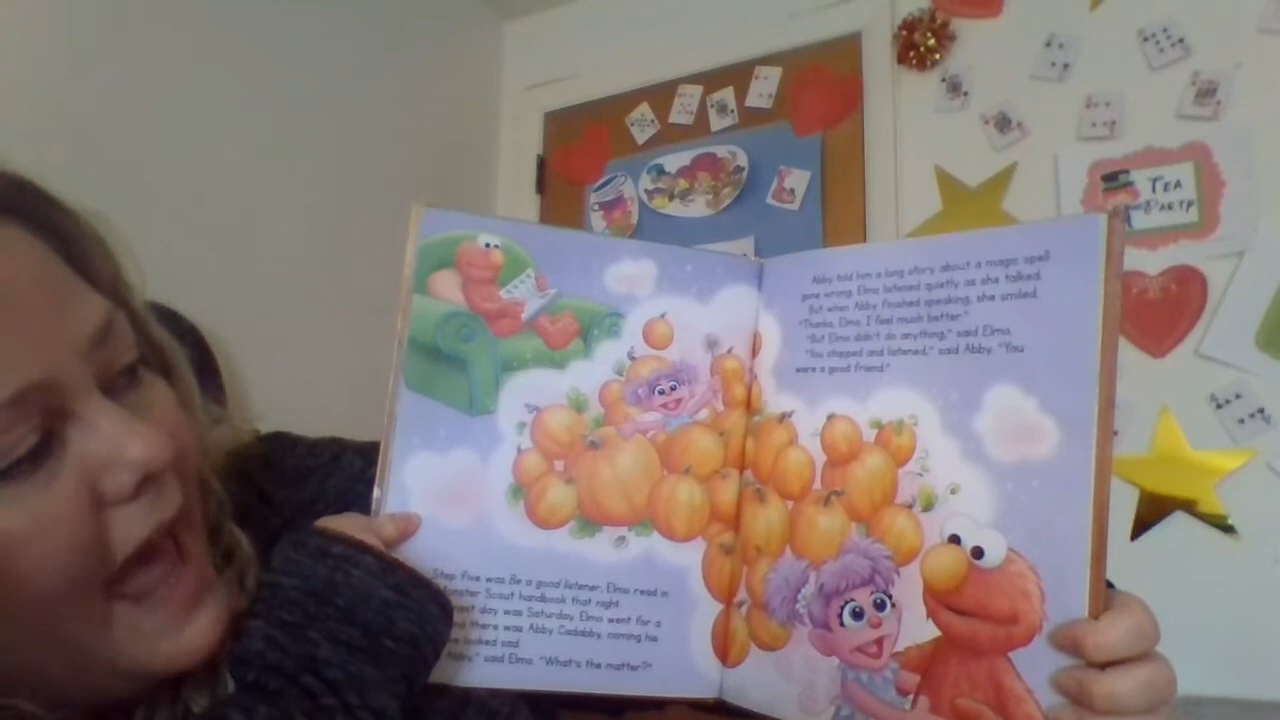 TEA
PARTY
Step five was Be a good listener, Elmo read in
Monster Scout handbook that night.
next day was Saturday. Elmo went for a
there was Abby Cadabby, coming his
looked sad.
said Elmo. "What's the matter?"
Abby told him a long story about a magic spell
gone wrong. Elmo listened quietly as she talked.
But when Abby finished speaking, she smiled.
"Thanks, Elmo. I feel much better."
"But Elmo didn't do anything," said Elmo.
"You stopped and listened," said Abby. "You
were a good friend."